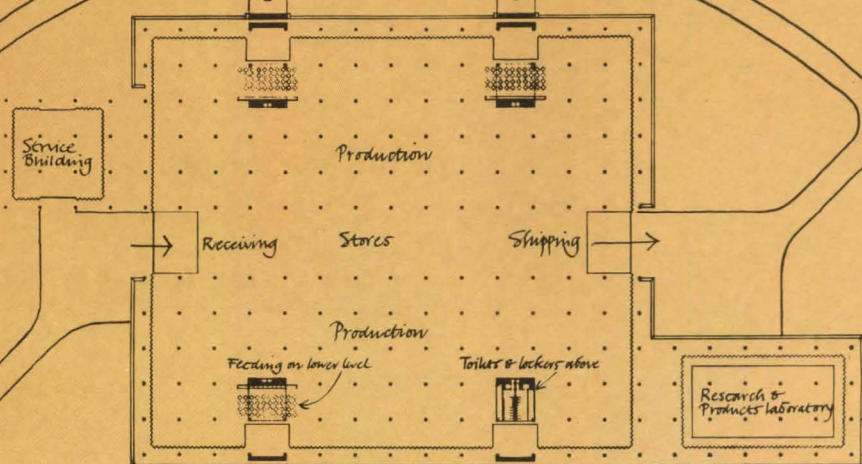 Production
Service
Building
Receiving
Stores
Shipping
Production
Feeding on lower level
Toilets & lockers above
Research &
Products laboratory